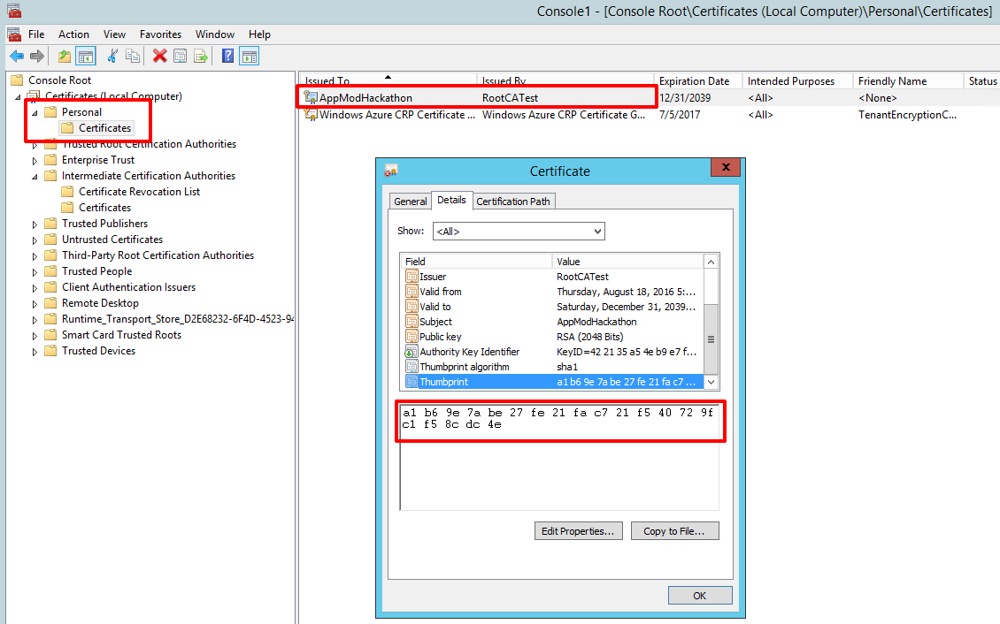 Console1 - [Console Root\Certificates (Local Computer)\Personal\Certificates]
File Action View Favorites Window Help
Console Root
Certificates (Local Computer)
Personal
Certificates
Trusted Root Certification Authorities
Enterprise Trust
Intermediate Certification Authorities
Certificate Revocation List
Certificates
Trusted Publishers
Untrusted Certificates
Third-Party Root Certification Authorities
Trusted People
Client Authentication Issuers
Remote Desktop
Runtime_Transport_Store_D2E68232-6F4D-4523-94
Smart Card Trusted Roots
Trusted Devices
Issued To Issued By Expiration Date Intended Purposes Friendly Name Status
AppModHackathon RootCATest 12/31/2039 <All> <None>
Windows Azure CRP Certificate ... Windows Azure CRP Certificate G... 7/5/2017 <All> TenantEncryptionC...
Certificate
x
General Details Certification Path
Show: <All>
Field Value
Issuer RootCATest
Valid from Thursday, August 18, 2016 5:...
Valid to Saturday, December 31, 2039...
Subject AppModHackathon
Public key RSA (2048 Bits)
Authority Key Identifier KeyID=42 21 35 a5 4e b9 e7 f...
Thumbprint algorithm sha1
Thumbprint a1 b6 9e 7a be 27 fe 21 fa c7 ...
a1 b6 9e 7a be 27 fe 21 fa c7 21 f5 40 72 9f
c1 f5 8c dc 4e
Edit Properties... Copy to File...
OK